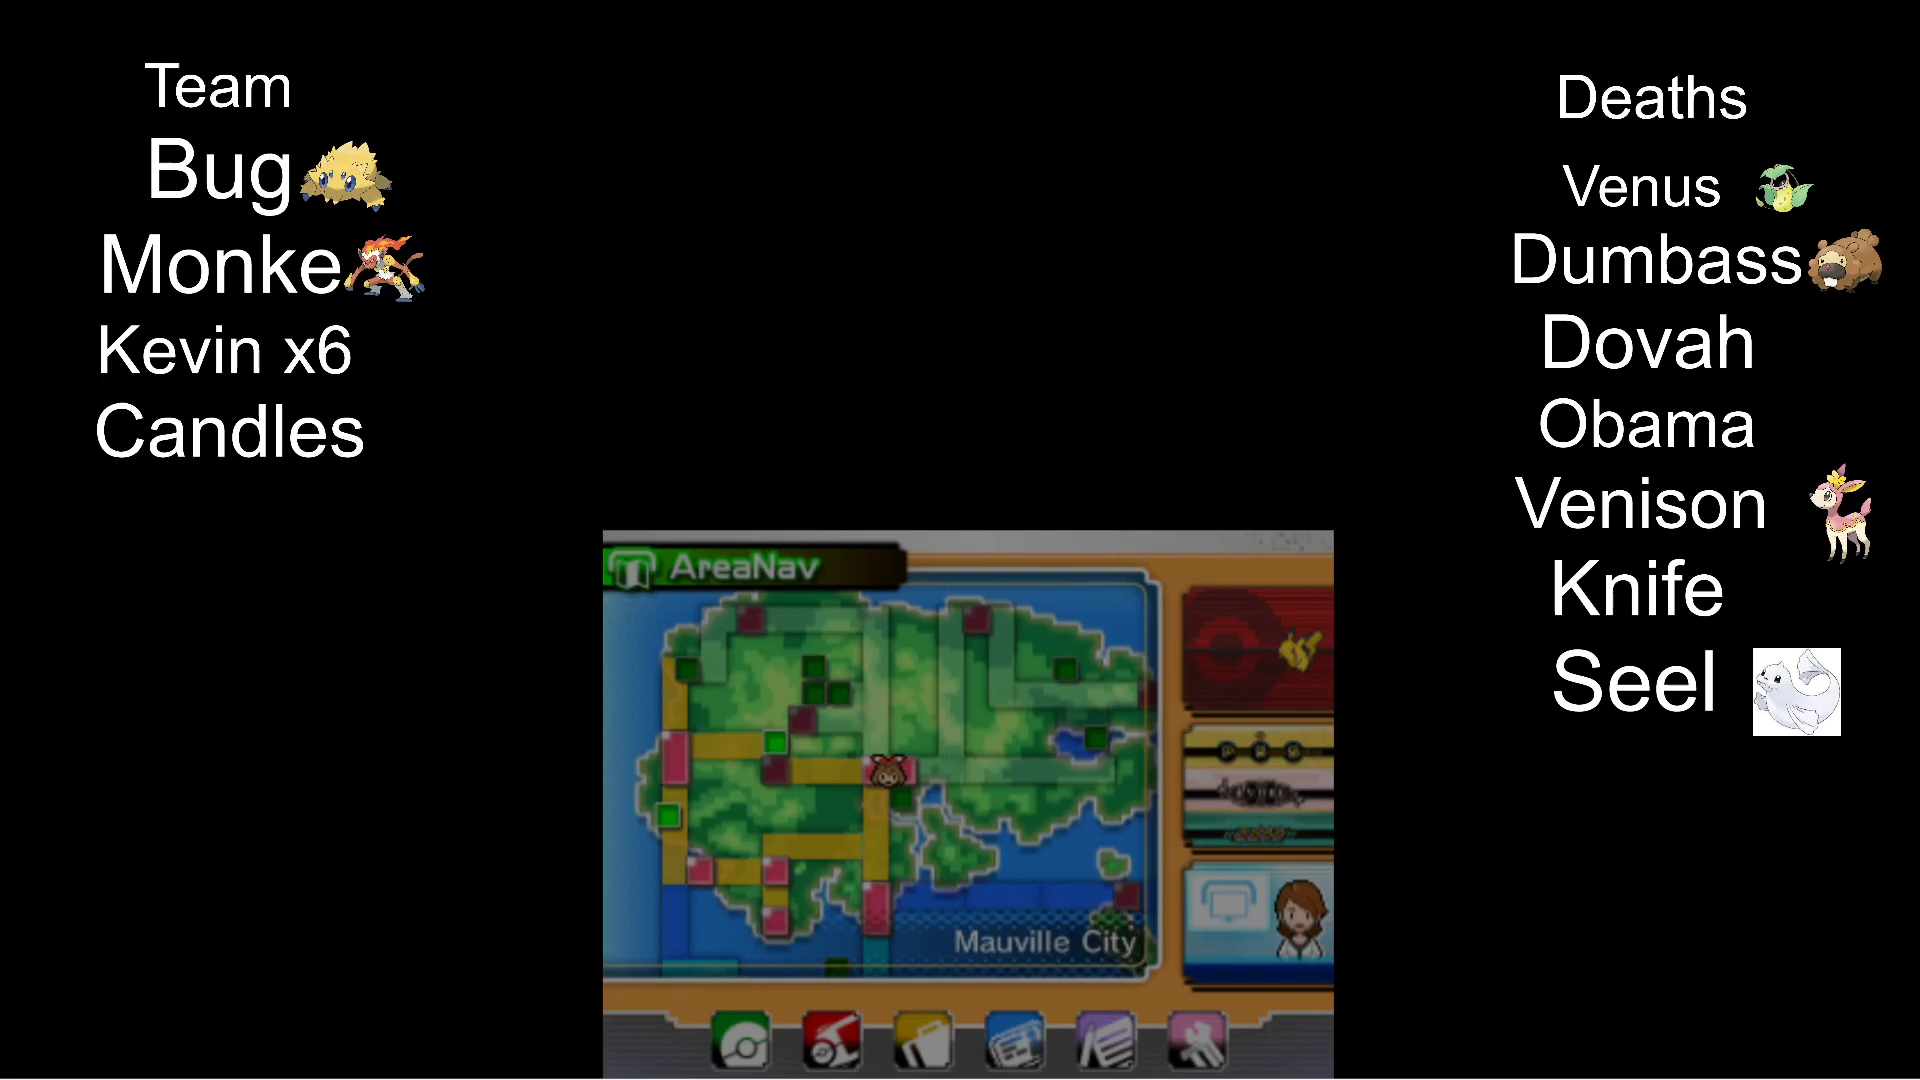 Team
Bug
Monke
Kevin x6
Candles
Deaths
Venus
Dumbass
Dovah
Obama
Venison
Knife
Seel
AreaNav
Mauville City